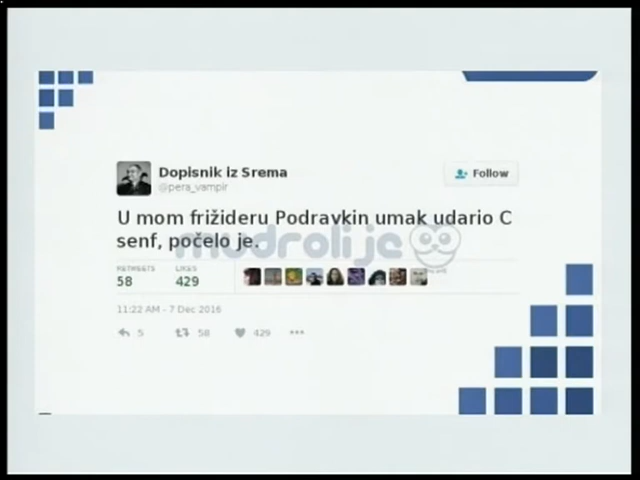 Dopisnik iz Srema
@pera_vampir
Follow
U mom frižideru Podravkin umak udario C
senf, počelo je.
mudrolije
RETWEETS LIKES
58 429
11:22 AM - 7 Dec 2016
5 58 429